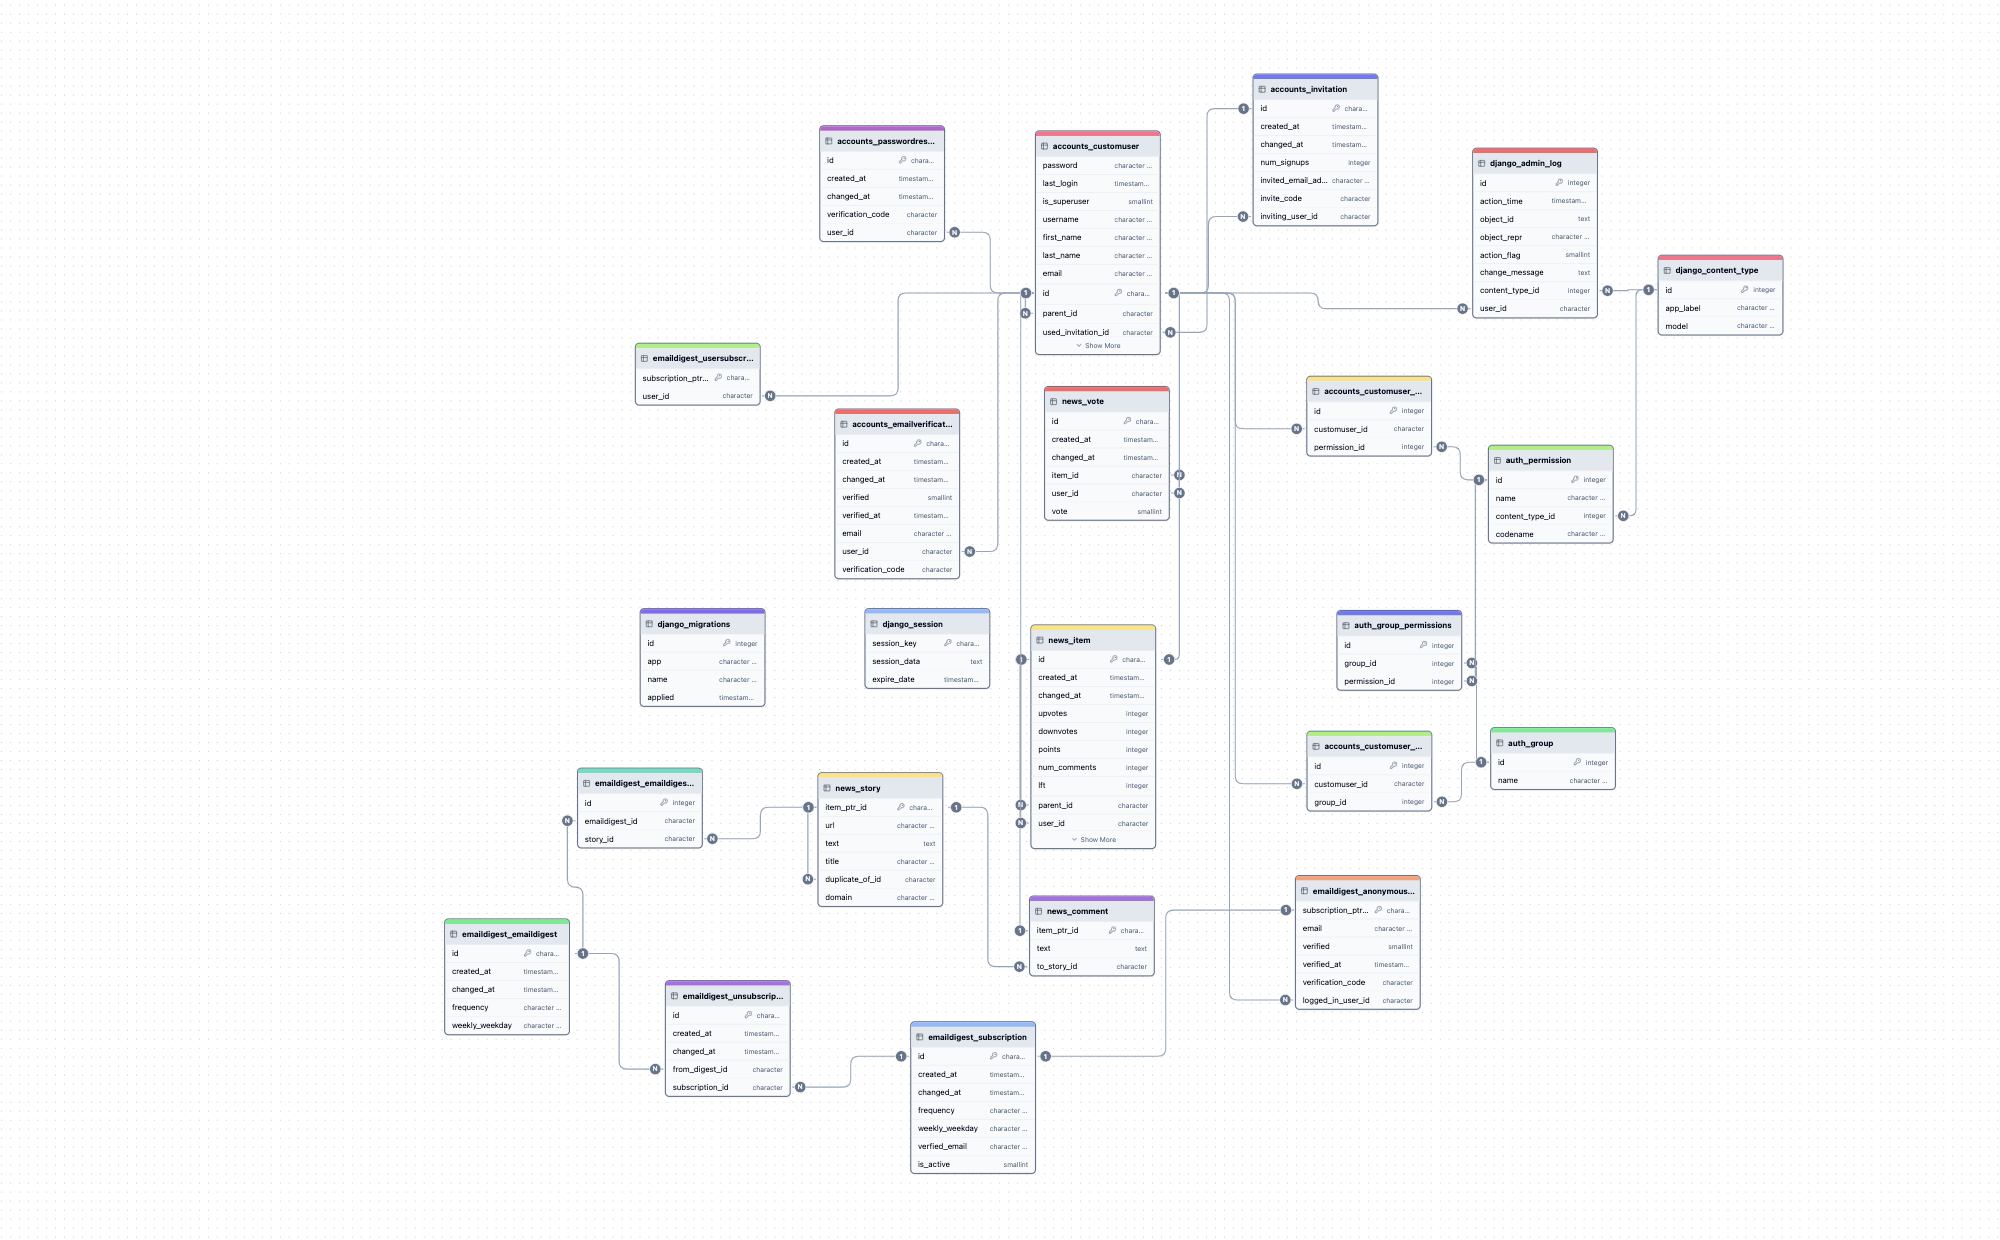 accounts_invitation
id chara...
created_at timestam...
changed_at timestam...
num_signups integer
invited_email_ad... character ...
invite_code character
inviting_user_id character
accounts_passwordres...
id chara...
created_at timestam...
changed_at timestam...
verification_code character
user_id character
accounts_customuser
password character ...
last_login timestam...
is_superuser smallint
username character ...
first_name character ...
last_name character ...
email character ...
id chara...
parent_id character
used_invitation_id character
Show More
django_admin_log
id integer
action_time timestam...
object_id text
object_repr character ...
action_flag smallint
change_message text
content_type_id integer
user_id character
django_content_type
id integer
app_label character ...
model character ...
emaildigest_usersubscr...
subscription_ptr... chara...
user_id character
accounts_emailverificat...
id chara...
created_at timestam...
changed_at timestam...
verified smallint
verified_at timestam...
email character ...
user_id character
verification_code character
news_vote
id chara...
created_at timestam...
changed_at timestam...
item_id character
user_id character
vote smallint
accounts_customuser_...
id integer
customuser_id character
permission_id integer
auth_permission
id integer
name character ...
content_type_id integer
codename character ...
django_migrations
id integer
app character ...
name character ...
applied timestam...
django_session
session_key chara...
session_data text
expire_date timestam...
news_item
id chara...
created_at timestam...
changed_at timestam...
upvotes integer
downvotes integer
points integer
num_comments integer
lft integer
parent_id character
user_id character
Show More
auth_group_permissions
id integer
group_id integer
permission_id integer
accounts_customuser_...
id integer
customuser_id character
group_id integer
auth_group
id integer
name character ...
emaildigest_emaildiges...
id integer
emaildigest_id character
story_id character
news_story
item_ptr_id chara...
url character ...
text text
title character ...
duplicate_of_id character
domain character ...
news_comment
item_ptr_id chara...
text text
to_story_id character
emaildigest_anonymous...
subscription_ptr... chara...
email character ...
verified smallint
verified_at timestam...
verification_code character
logged_in_user_id character
emaildigest_emaildigest
id chara...
created_at timestam...
changed_at timestam...
frequency character ...
weekly_weekday character ...
emaildigest_unsubscrip...
id chara...
created_at timestam...
changed_at timestam...
from_digest_id character
subscription_id character
emaildigest_subscription
id chara...
created_at timestam...
changed_at timestam...
frequency character ...
weekly_weekday character ...
verfied_email character ...
is_active smallint